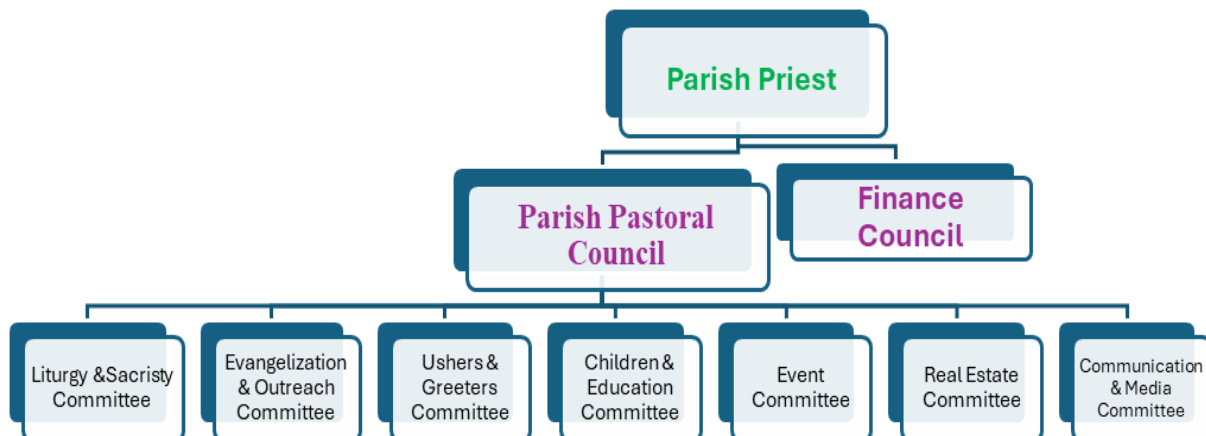 Parish Priest
Parish Pastoral
Council
Finance
Council
Liturgy &Sacristy
Committee
Evangelization
& Outreach
Committee
Ushers &
Greeters
Committee
Children &
Education
Committee
Event
Committee
Real Estate
Committee
Communication
& Media
Committee